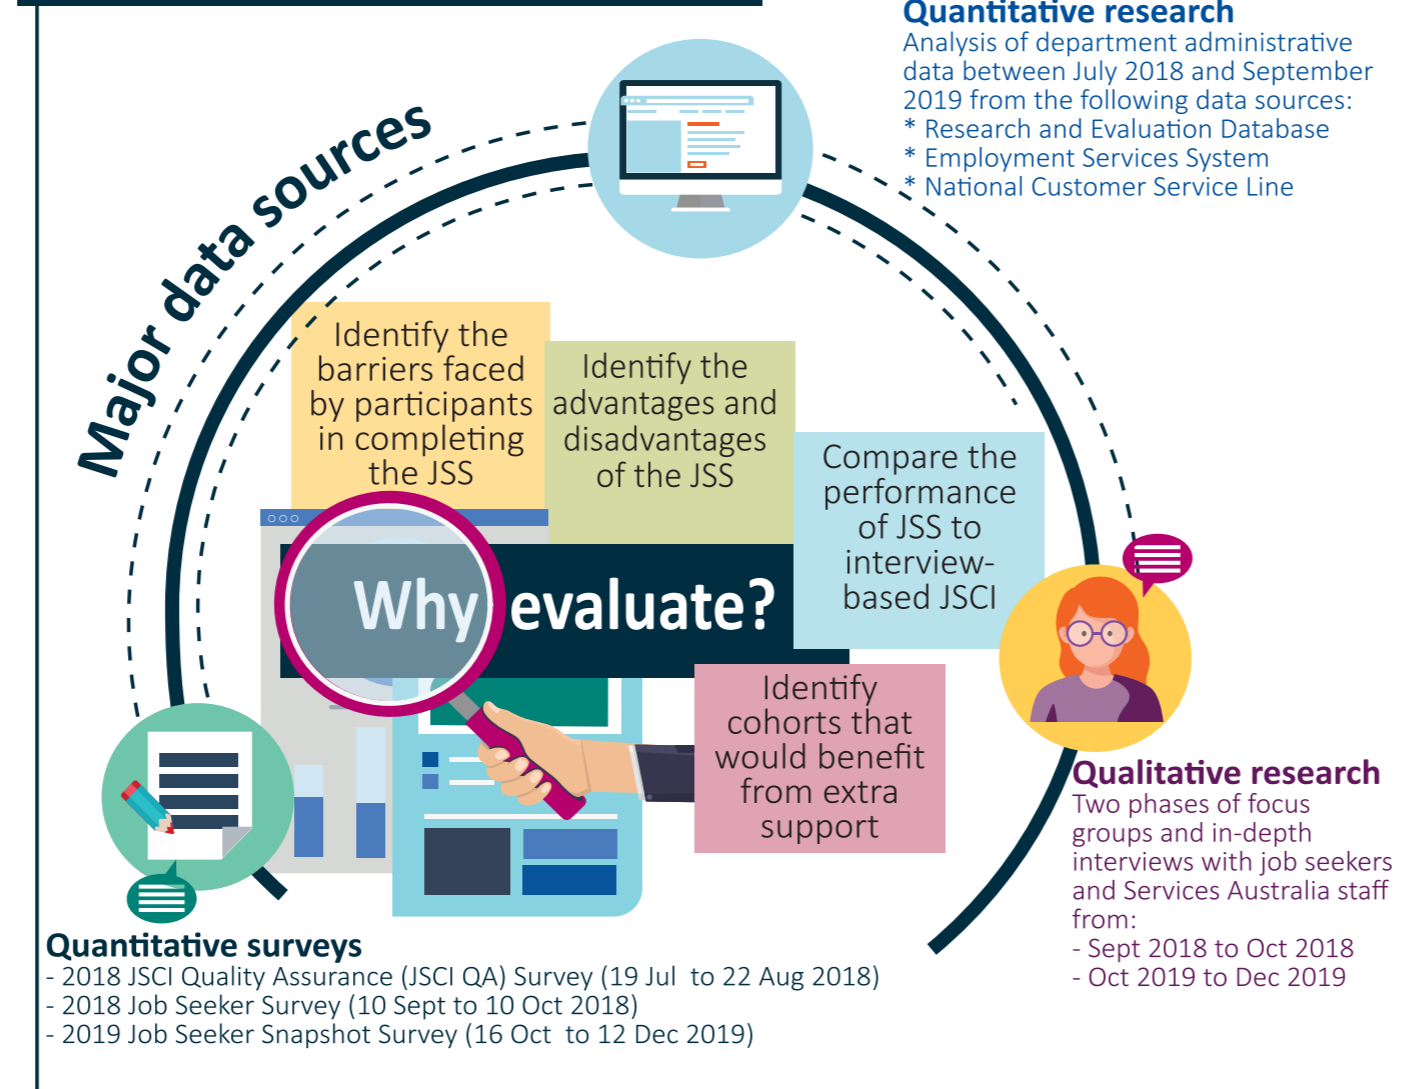 Quantitative research
Analysis of department administrative
data between July 2018 and September
2019 from the following data sources:
* Research and Evaluation Database
* Employment Services System
* National Customer Service Line
Major data sources
Identify the
barriers faced
by participants
in completing
the JSS
Identify the
advantages and
disadvantages
of the JSS
Compare the
performance
of JSS to
interview-
based JSCI
Why evaluate?
Identify
cohorts that
would benefit
from extra
support
Qualitative research
Two phases of focus
groups and in-depth
interviews with job seekers
and Services Australia staff
from:
- Sept 2018 to Oct 2018
- Oct 2019 to Dec 2019
Quantitative surveys
- 2018 JSCI Quality Assurance (JSCI QA) Survey (19 Jul  to 22 Aug 2018)
- 2018 Job Seeker Survey (10 Sept to 10 Oct 2018)
- 2019 Job Seeker Snapshot Survey (16 Oct  to 12 Dec 2019)